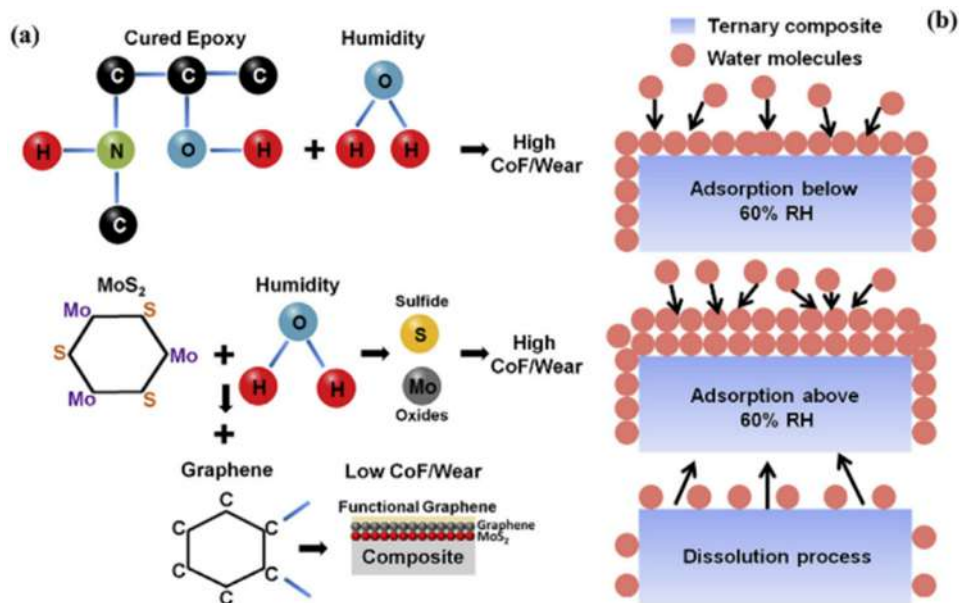 (a)
Cured Epoxy
Humidity
C C C
O
H N O H
+
H H
High
CoF/Wear
C
MoS2
Humidity
Mo S
S Mo
Mo S
+
O
H H
Sulfide
S
Mo
Oxides
High
CoF/Wear
+
Graphene
C
C C
C C
C
Low CoF/Wear
Functional Graphene
Graphene
MoS2
Composite
(b)
Ternary composite
Water molecules
Adsorption below
60% RH
Adsorption above
60% RH
Dissolution process